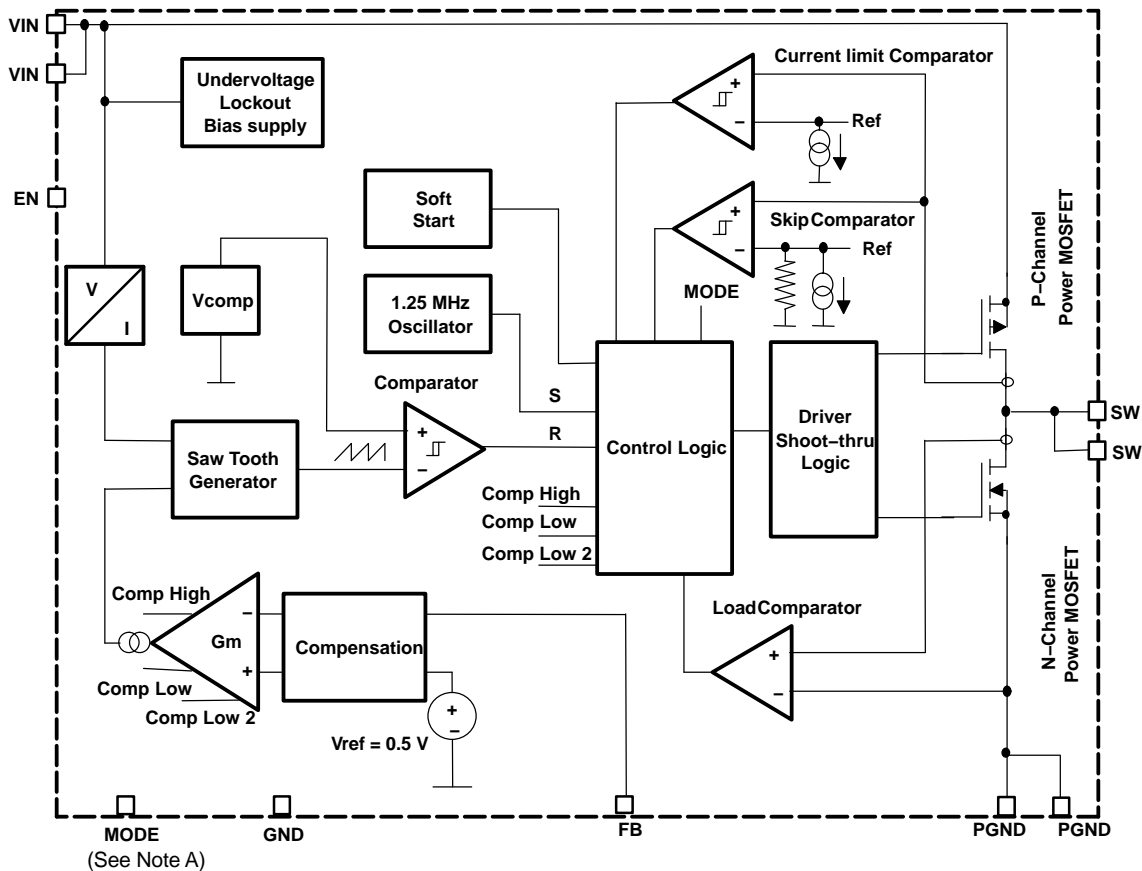 VIN
VIN
EN
Undervoltage
Lockout
Bias supply
Current limit Comparator
+
−
Ref
Soft
Start
+
−
Skip Comparator
Ref
P−Channel
Power MOSFET
V
I
Vcomp
1.25 MHz
Oscillator
MODE
Comparator
S
R
+
−
Saw Tooth
Generator
Control Logic
Driver
Shoot−thru
Logic
SW
SW
Comp High
Comp Low
Comp Low 2
Comp High
Gm
−
+
Comp Low
Comp Low 2
Compensation
+
−
Vref = 0.5 V
Load Comparator
+
−
N−Channel
Power MOSFET
MODE
(See Note A)
GND
FB
PGND
PGND